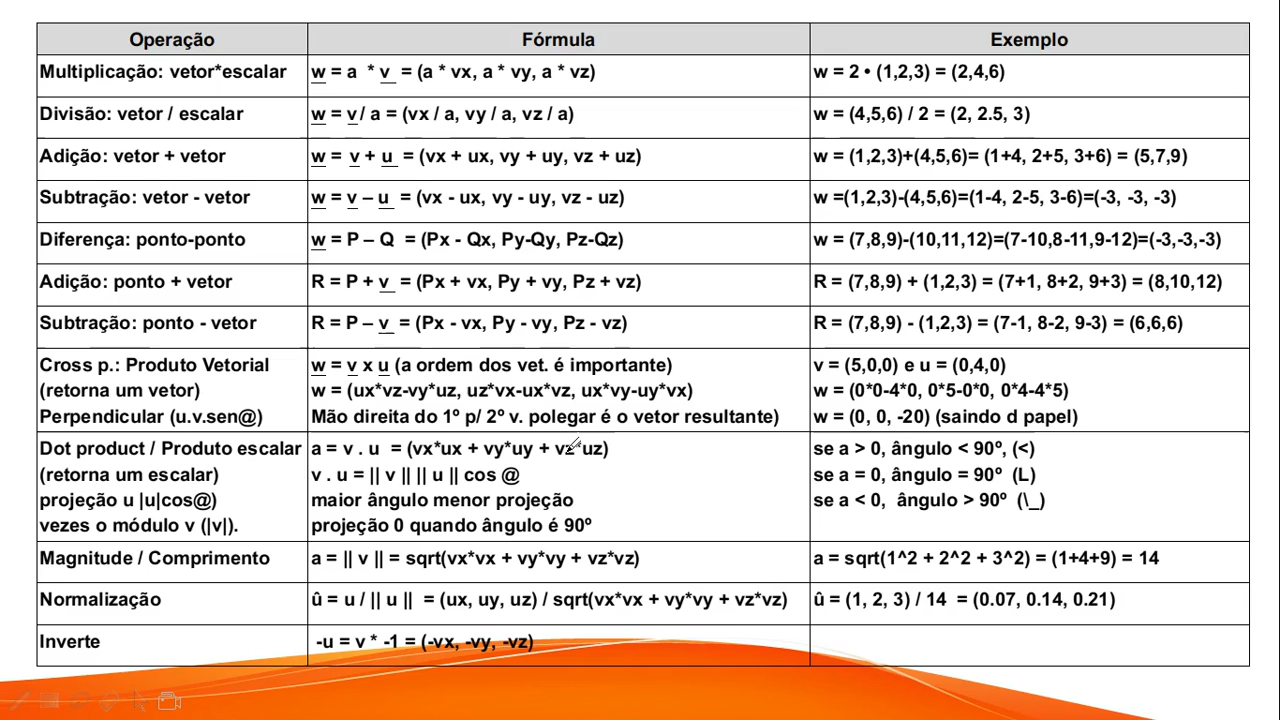 Operação Fórmula Exemplo
Multiplicação: vetor*escalar w = a * v = (a * vx, a * vy, a * vz) w = 2 • (1,2,3) = (2,4,6)
Divisão: vetor / escalar w = v / a = (vx / a, vy / a, vz / a) w = (4,5,6) / 2 = (2, 2.5, 3)
Adição: vetor + vetor w = v + u = (vx + ux, vy + uy, vz + uz) w = (1,2,3)+(4,5,6)= (1+4, 2+5, 3+6) = (5,7,9)
Subtração: vetor - vetor w = v – u = (vx - ux, vy - uy, vz - uz) w =(1,2,3)-(4,5,6)=(1-4, 2-5, 3-6)=(-3, -3, -3)
Diferença: ponto-ponto w = P – Q = (Px - Qx, Py-Qy, Pz-Qz) w = (7,8,9)-(10,11,12)=(7-10,8-11,9-12)=(-3,-3,-3)
Adição: ponto + vetor R = P + v = (Px + vx, Py + vy, Pz + vz) R = (7,8,9) + (1,2,3) = (7+1, 8+2, 9+3) = (8,10,12)
Subtração: ponto - vetor R = P – v = (Px - vx, Py - vy, Pz - vz) R = (7,8,9) - (1,2,3) = (7-1, 8-2, 9-3) = (6,6,6)
Cross p.: Produto Vetorial w = v x u (a ordem dos vet. é importante) v = (5,0,0) e u = (0,4,0)
(retorna um vetor) w = (ux*vz-vy*uz, uz*vx-ux*vz, ux*vy-uy*vx) w = (0*0-4*0, 0*5-0*0, 0*4-4*5)
Perpendicular (u.v.sen@) Mão direita do 1º p/ 2º v. polegar é o vetor resultante) w = (0, 0, -20) (saindo d papel)
Dot product / Produto escalar a = v . u = (vx*ux + vy*uy + vz*uz) se a > 0, ângulo < 90º, (<)
(retorna um escalar) v . u = || v || || u || cos @ se a = 0, ângulo = 90º (L)
projeção u |u|cos@) maior ângulo menor projeção se a < 0, ângulo > 90º (\_)
vezes o módulo v (|v|). projeção 0 quando ângulo é 90º
Magnitude / Comprimento a = || v || = sqrt(vx*vx + vy*vy + vz*vz) a = sqrt(1^2 + 2^2 + 3^2) = (1+4+9) = 14
Normalização û = u / || u || = (ux, uy, uz) / sqrt(vx*vx + vy*vy + vz*vz) û = (1, 2, 3) / 14 = (0.07, 0.14, 0.21)
Inverte -u = v * -1 = (-vx, -vy, -vz)